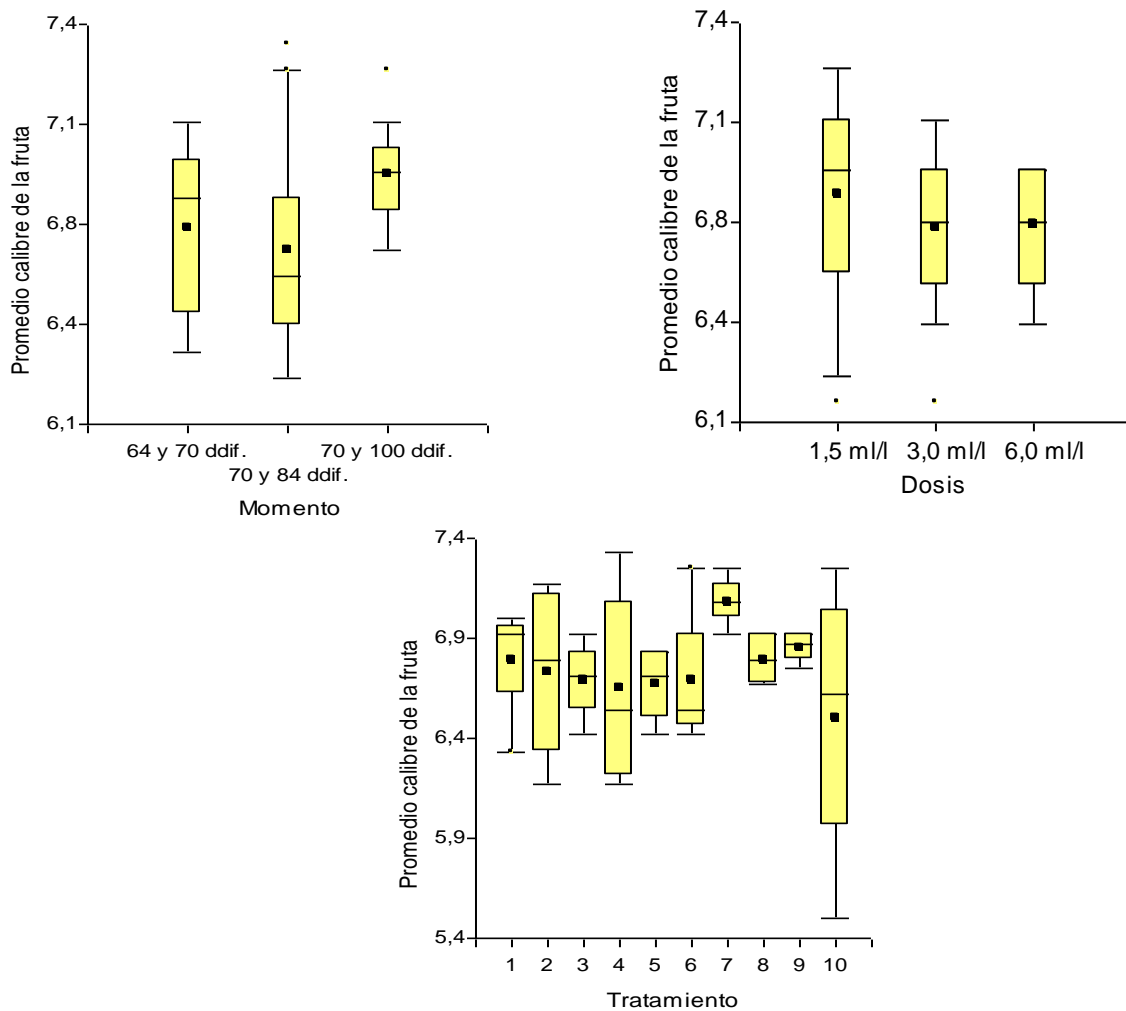 Promedio calibre de la fruta
7,4
7,1
6,8
6,4
6,1
64 y 70 ddif.
70 y 84 ddif.
70 y 100 ddif.
Momento
Promedio calibre de la fruta
7,4
7,1
6,8
6,4
6,1
1,5 ml/l
3,0 ml/l
6,0 ml/l
Dosis
Promedio calibre de la fruta
7,4
6,9
6,4
5,9
5,4
1 2 3 4 5 6 7 8 9 10
Tratamiento